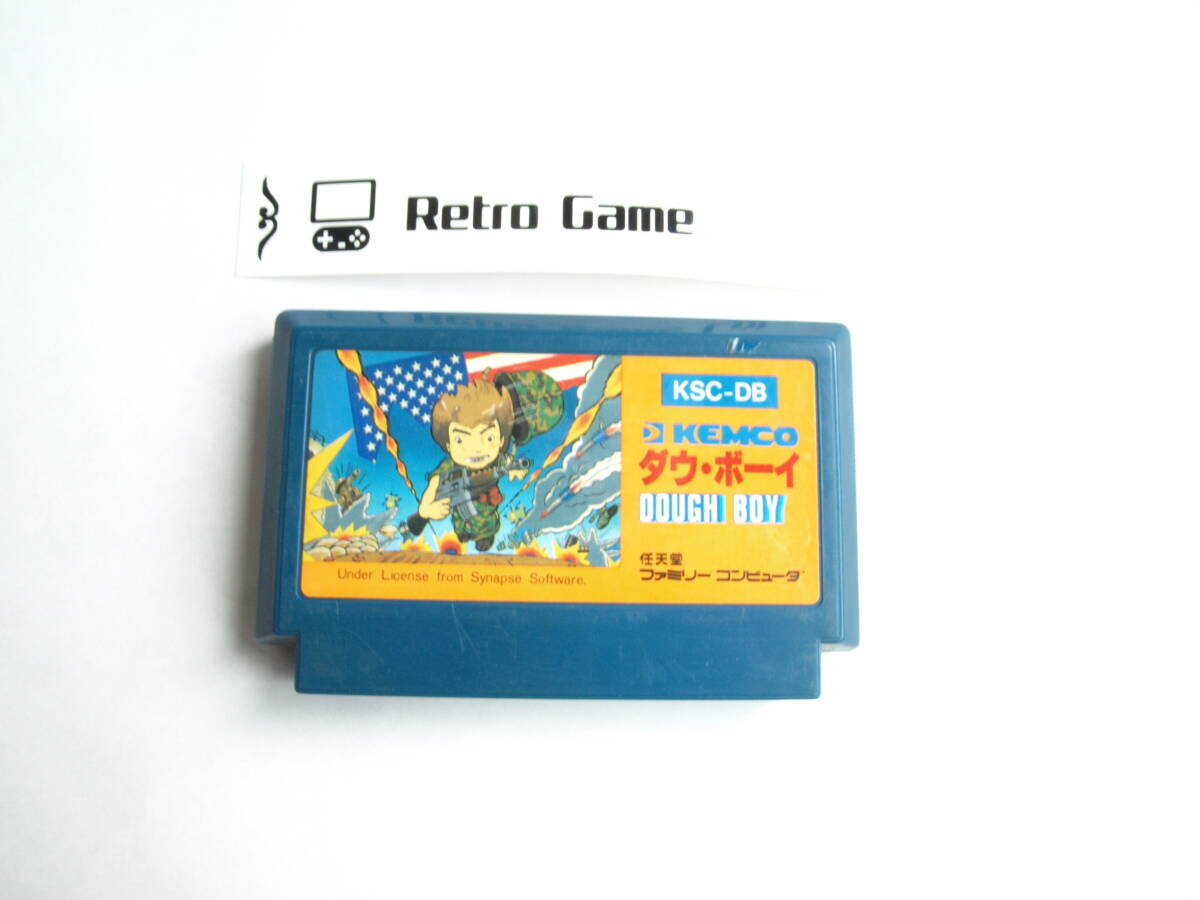 Retro Game
KSC-DB
KEMCO
ダウ・ボーイ
DOUGH BOY
任天堂
ファミリーコンピュータ
Under License from Synapse Software.